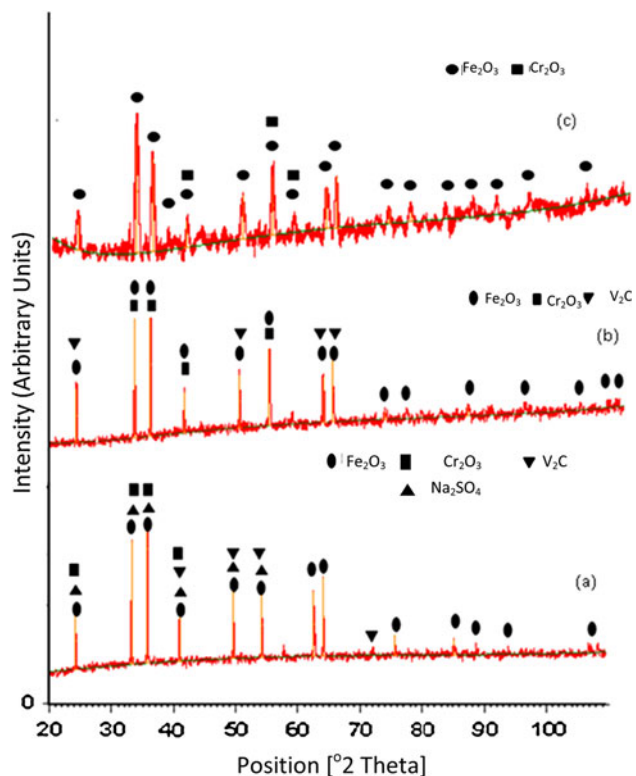 Fe₂O₃ Cr₂O₃
(c)
Fe₂O₃ Cr₂O₃ V₂C
(b)
Fe₂O₃ Cr₂O₃ V₂C
Na₂SO₄
(a)
Intensity (Arbitrary Units)
0
20 30 40 50 60 70 80 90 100
Position [°2 Theta]